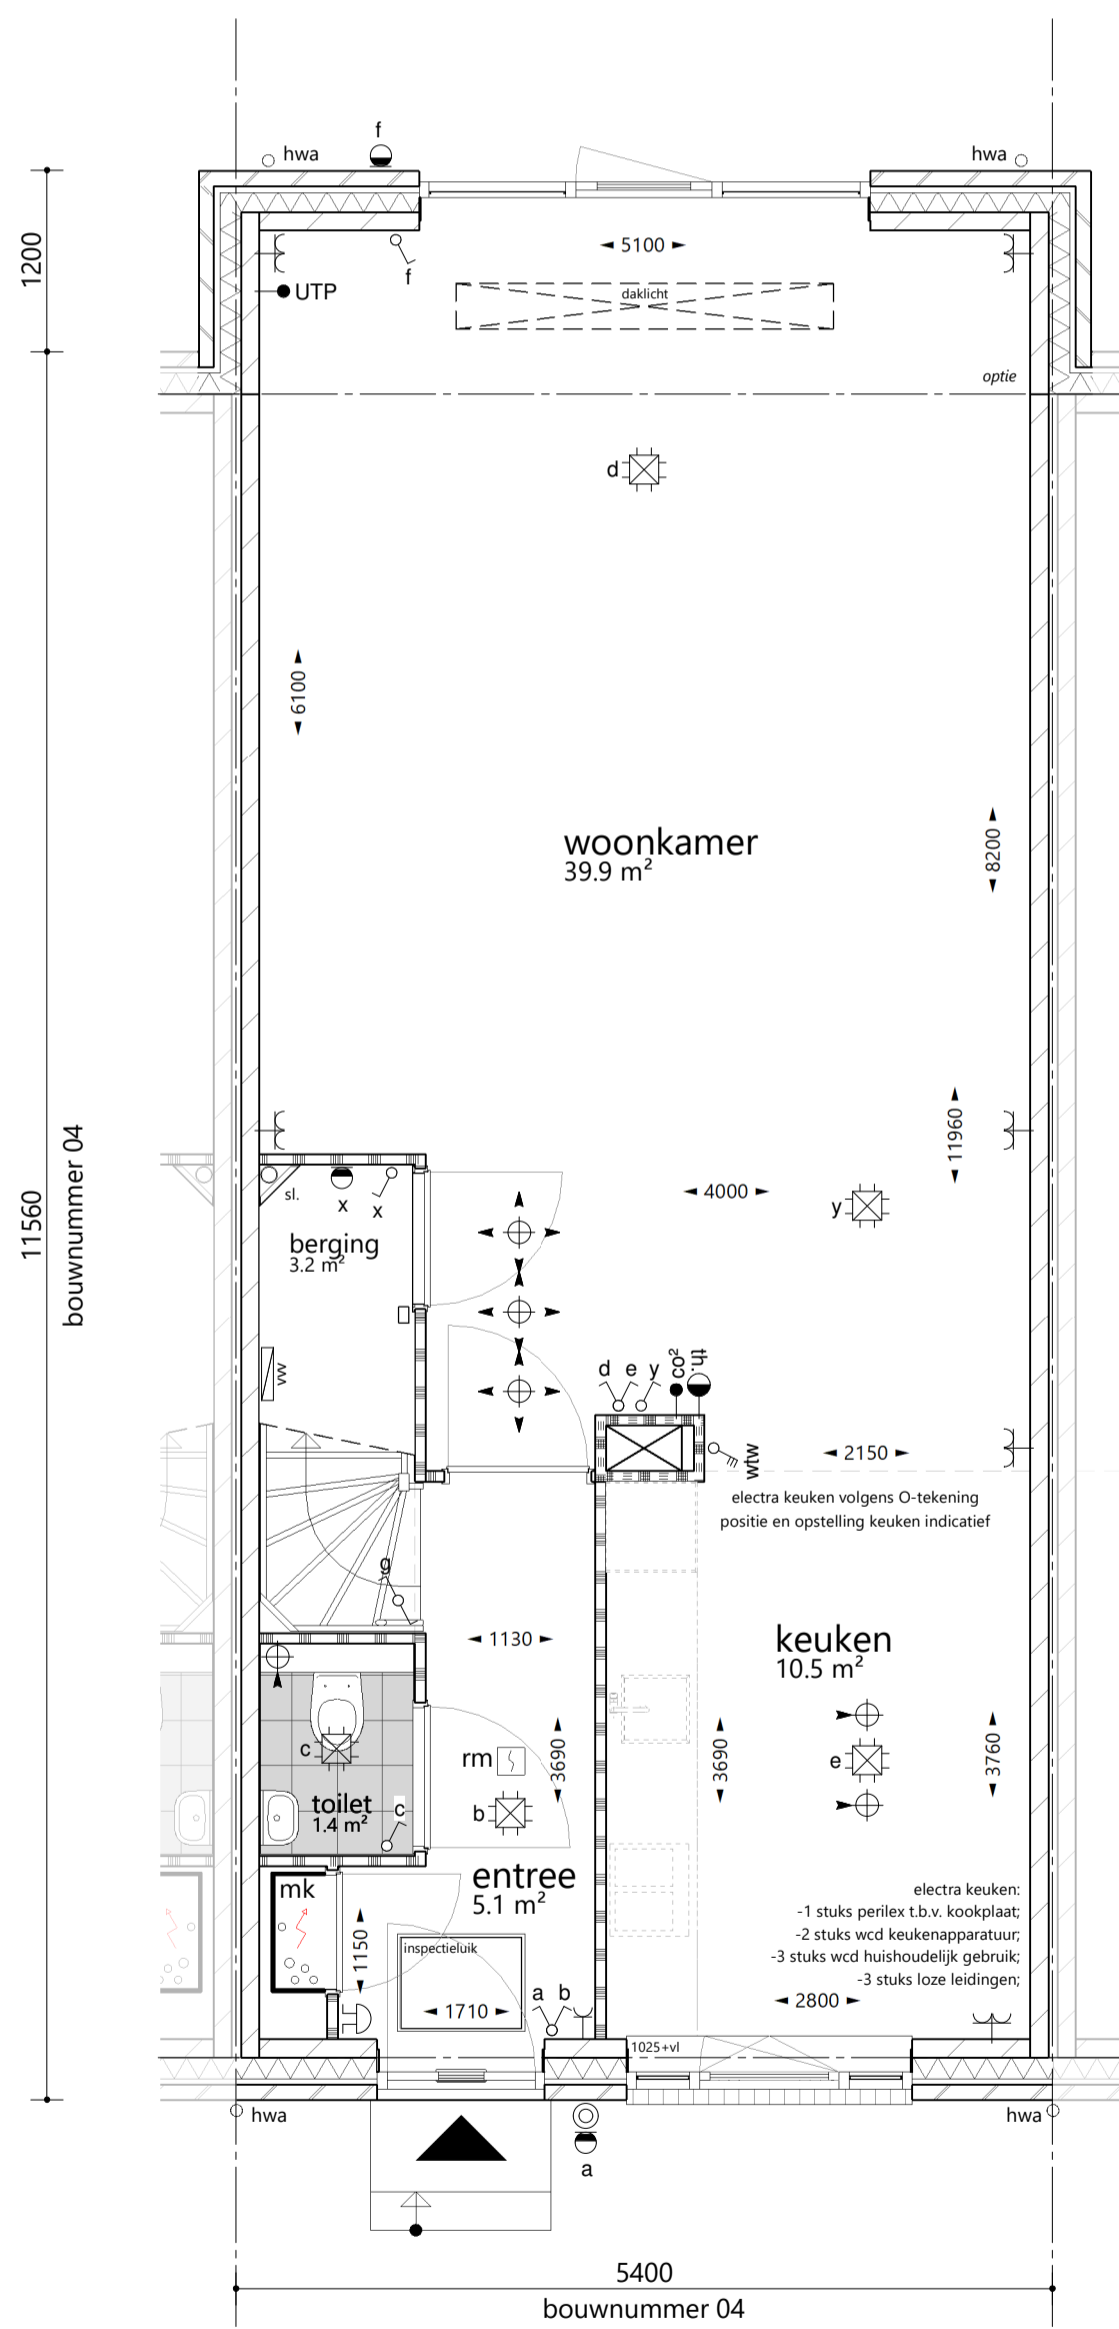 f
hwa
hwa
1200
5100
f
UTP
daklicht
optie
d
6100
woonkamer
39.9 m²
8200
11960
4000
y
sl.
x
x
berging
3.2 m²
11560
bouwnummer 04
vv
d e y co² th.
wtw
2150
electra keuken volgens O-tekening
positie en opstelling keuken indicatief
g
1130
keuken
10.5 m²
c
rm
3690
3690
3760
e
toilet
1.4 m²
c
b
entree
5.1 m²
mk
electra keuken:
-1 stuks perilex t.b.v. kookplaat;
-2 stuks wcd keukenapparatuur;
-3 stuks wcd huishoudelijk gebruik;
-3 stuks loze leidingen;
1150
inspectieluik
1710
a b
2800
1025+vl
hwa
hwa
a
5400
bouwnummer 04